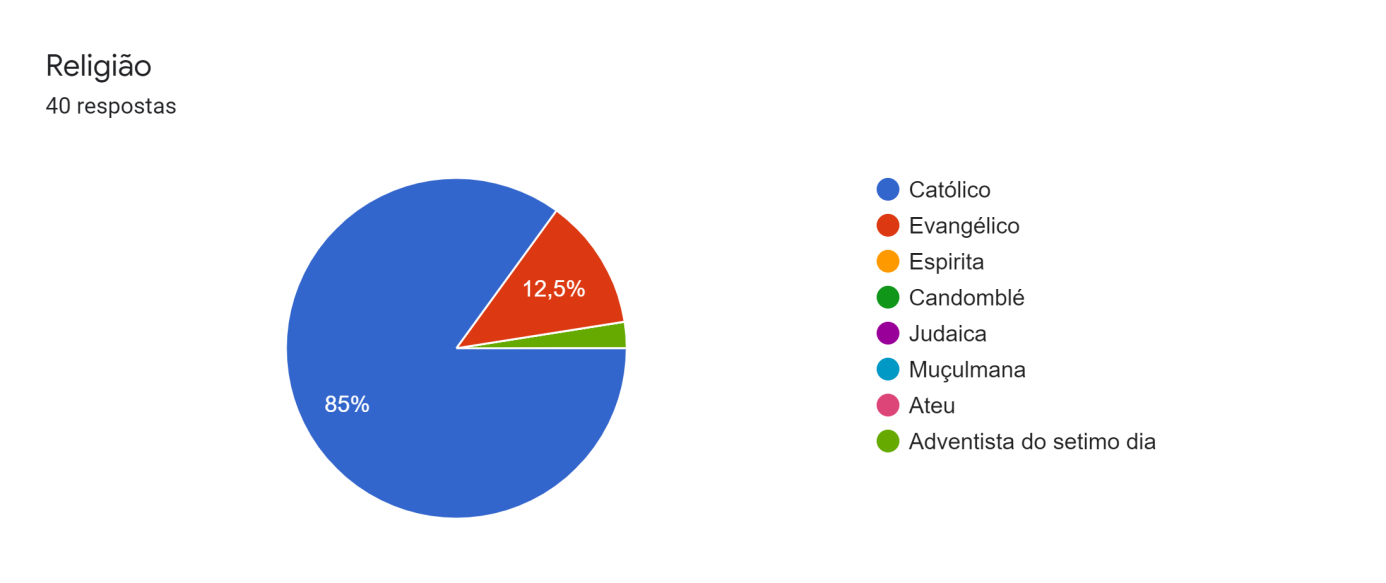 Religião
40 respostas
12,5%
85%
Católico
Evangélico
Espirita
Candomblé
Judaica
Muçulmana
Ateu
Adventista do setimo dia